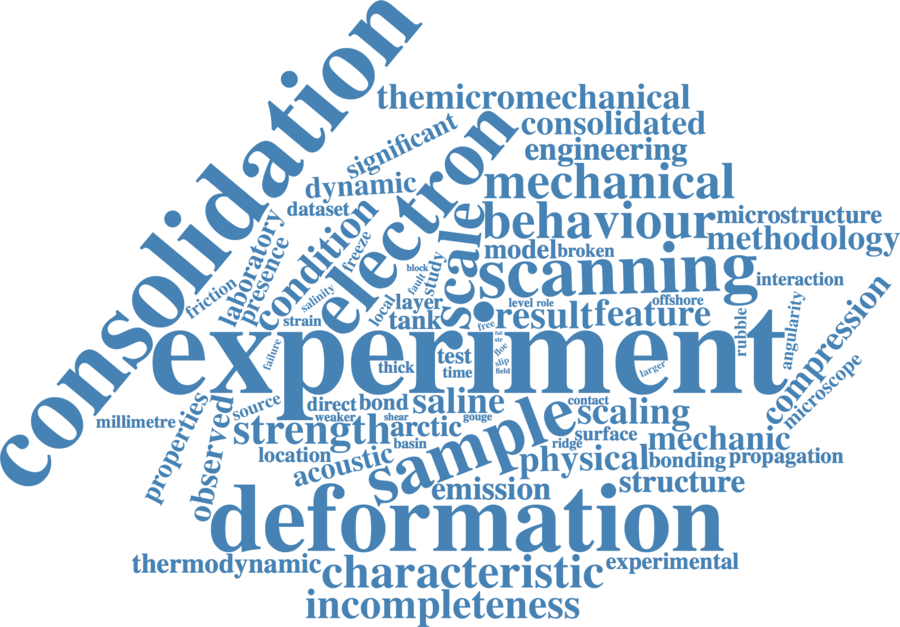 consolidation
themicromechanical
consolidated
significant
engineering
dynamic
electron
mechanical
dataset
condition
behaviour
microstructure
laboratory
presence
freeze
scale
methodology
model
broken
study
block
fault
scanning
interaction
friction
salinity
local
layer
level
role
offshore
compression
strain
tank
free
result
feature
rubble
angularity
experiment
failure
test
time
thick
full
str
floe
slip
field
larger
microscope
millimetre
properties
observed
source
direct
bond
saline
contact
scaling
weaker
shear
gouge
strength
arctic
sample
surface
mechanic
basin
ridge
location
acoustic
physical
bonding
propagation
emission
structure
deformation
thermodynamic
characteristic
experimental
incompleteness